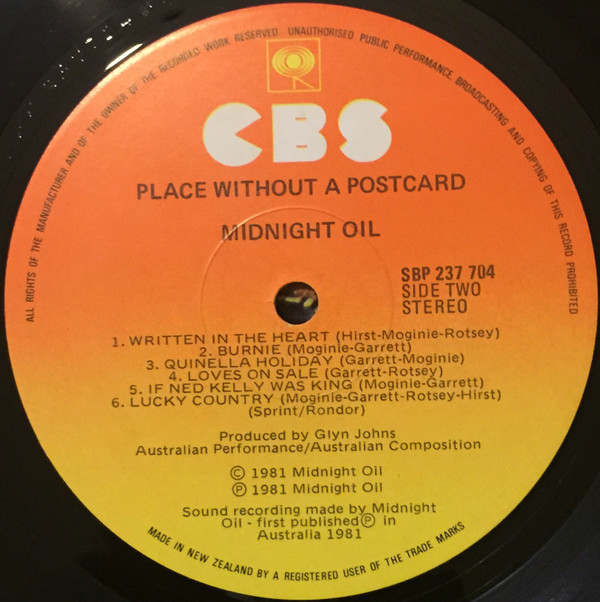 ALL RIGHTS OF THE MANUFACTURER AND OF THE OWNER OF THE RECORDED WORK RESERVED. UNAUTHORISED PUBLIC PERFORMANCE, BROADCASTING AND COPYING OF THIS RECORD PROHIBITED
CBS
PLACE WITHOUT A POSTCARD
MIDNIGHT OIL
SBP 237 704
SIDE TWO
STEREO
1. WRITTEN IN THE HEART (Hirst-Moginie-Rotsey)
2. BURNIE (Moginie-Garrett)
3. QUINELLA HOLIDAY (Garrett-Moginie)
4. LOVES ON SALE (Garrett-Rotsey)
5. IF NED KELLY WAS KING (Moginie-Garrett)
6. LUCKY COUNTRY (Moginie-Garrett-Rotsey-Hirst)
(Sprint/Rondor)
Produced by Glyn Johns
Australian Performance/Australian Composition
© 1981 Midnight Oil
℗ 1981 Midnight Oil
Sound recording made by Midnight
Oil - first published ℗ in
Australia 1981
MADE IN NEW ZEALAND BY A REGISTERED USER OF THE TRADE MARKS